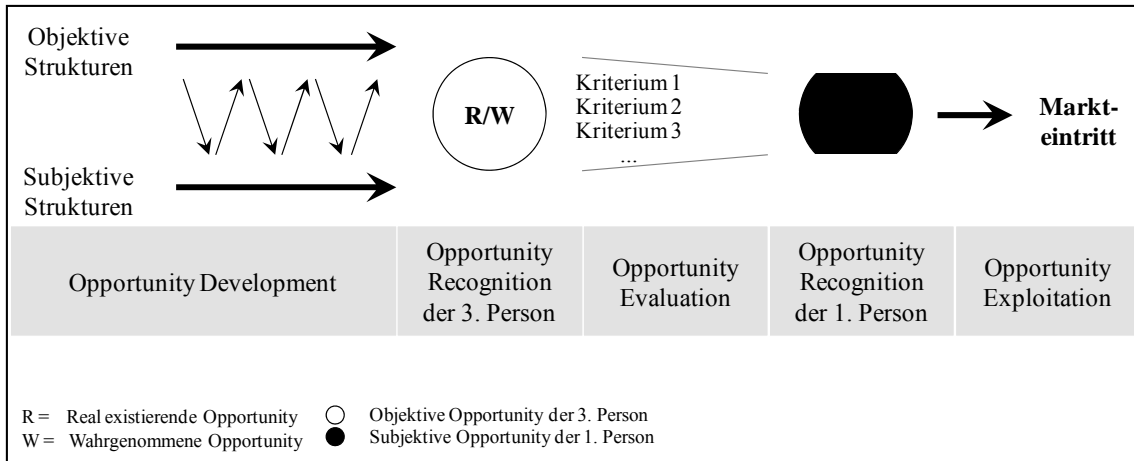 Objektive
Strukturen
Subjektive
Strukturen
R/W
Kriterium 1
Kriterium 2
Kriterium 3
...
Markt-
eintritt
Opportunity Development
Opportunity
Recognition
der 3. Person
Opportunity
Evaluation
Opportunity
Recognition
der 1. Person
Opportunity
Exploitation
R = Real existierende Opportunity
W = Wahrgenommene Opportunity
Objektive Opportunity der 3. Person
Subjektive Opportunity der 1. Person